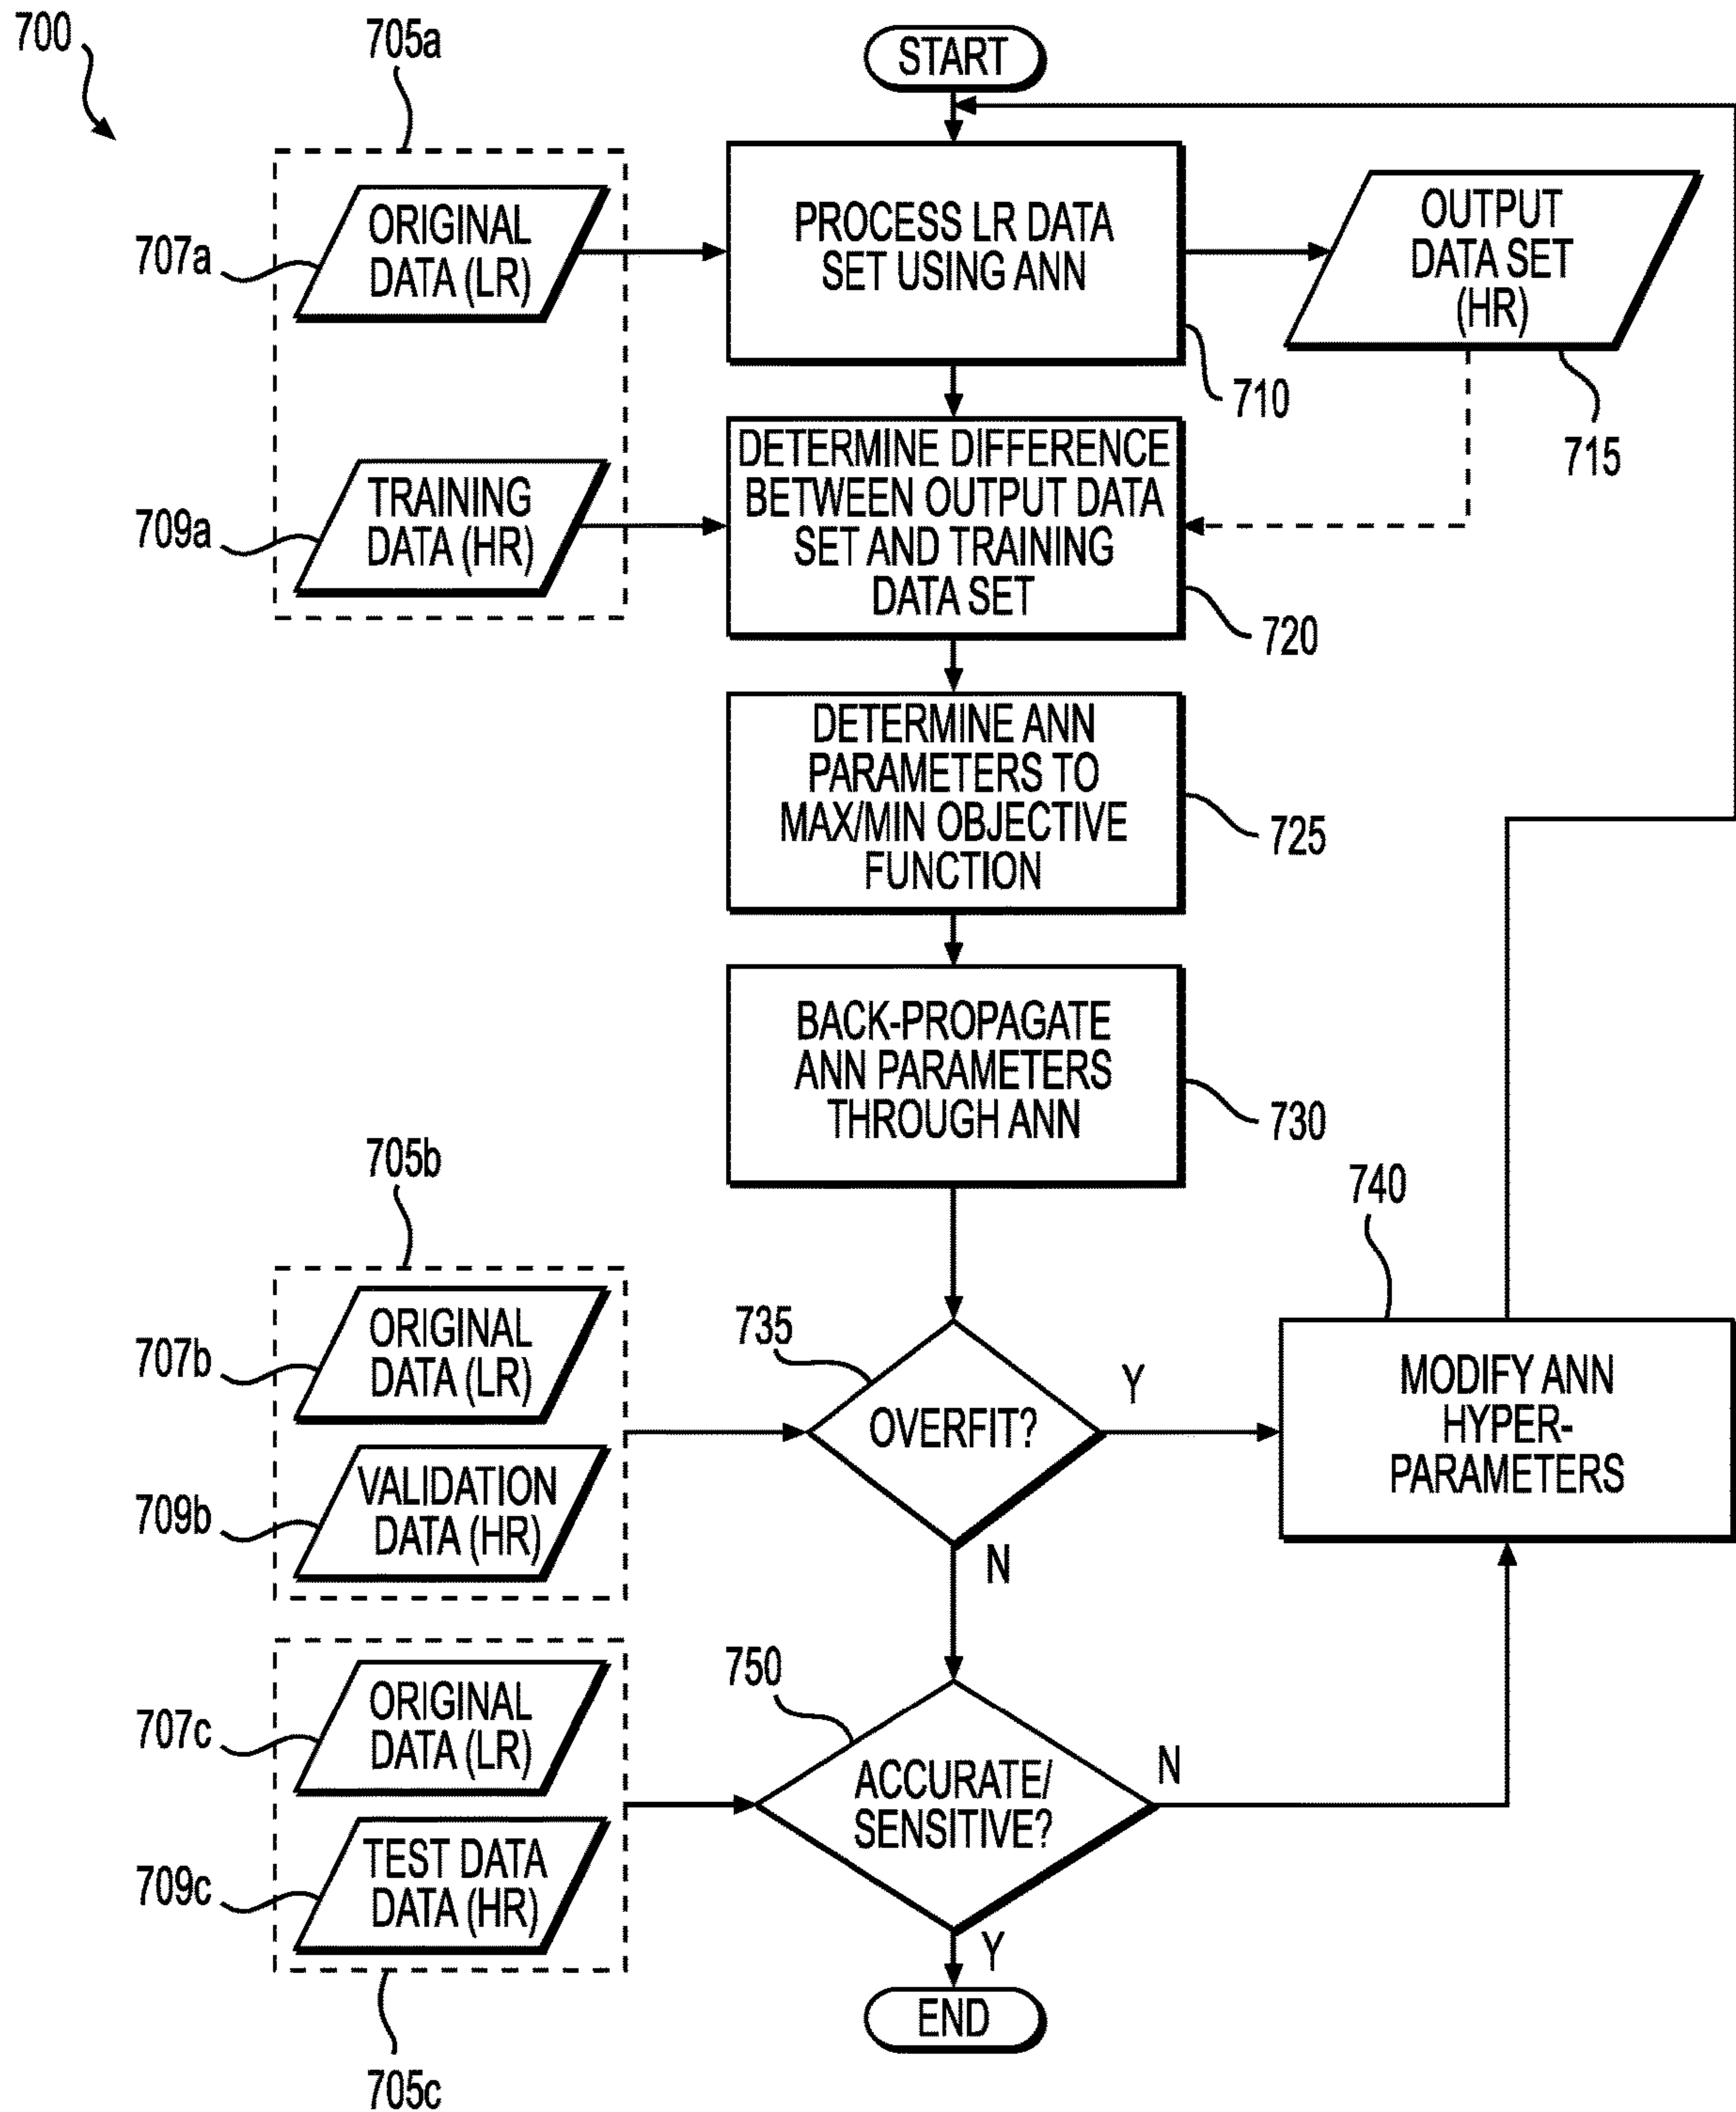 700
705a
START
707a
ORIGINAL
DATA (LR)
PROCESS LR DATA
SET USING ANN
710
OUTPUT
DATA SET
(HR)
715
709a
TRAINING
DATA (HR)
DETERMINE DIFFERENCE
BETWEEN OUTPUT DATA
SET AND TRAINING
DATA SET
720
DETERMINE ANN
PARAMETERS TO
MAX/MIN OBJECTIVE
FUNCTION
725
BACK-PROPAGATE
ANN PARAMETERS
THROUGH ANN
730
705b
707b
ORIGINAL
DATA (LR)
709b
VALIDATION
DATA (HR)
735
OVERFIT?
Y
N
740
MODIFY ANN
HYPER-
PARAMETERS
707c
ORIGINAL
DATA (LR)
709c
TEST DATA
DATA (HR)
705c
750
ACCURATE/
SENSITIVE?
N
Y
END